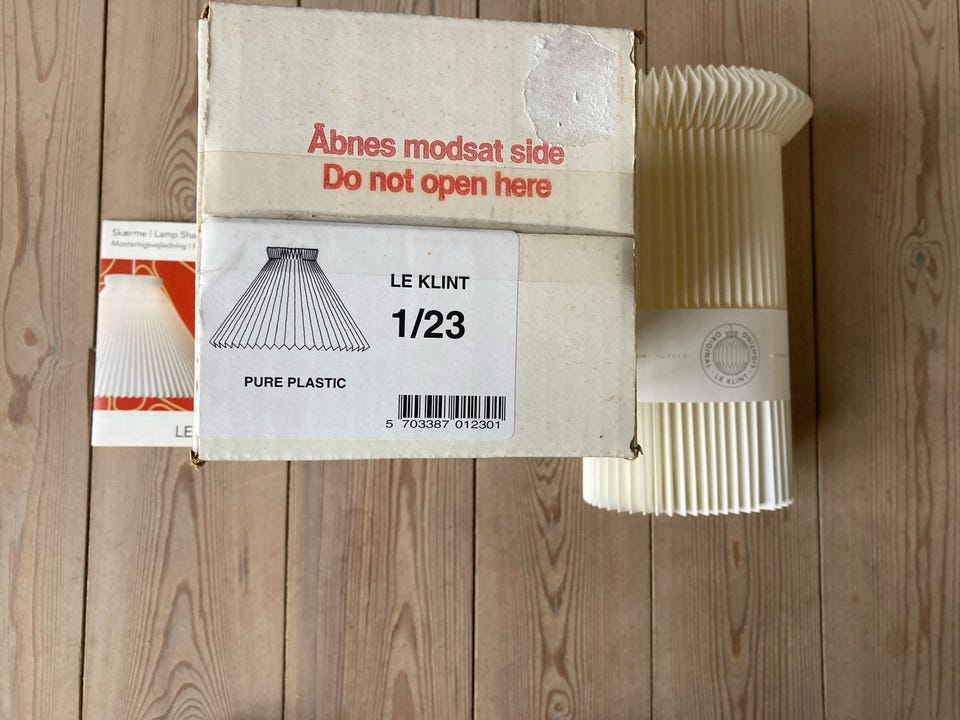 Åbnes modsat side
Do not open here
LE KLINT
1/23
PURE PLASTIC
5 703387 012301
Skærme | Lamp Sha
Monteringsvejledning |
LE
ORIGINAL
LIGHTING
LE KLINT